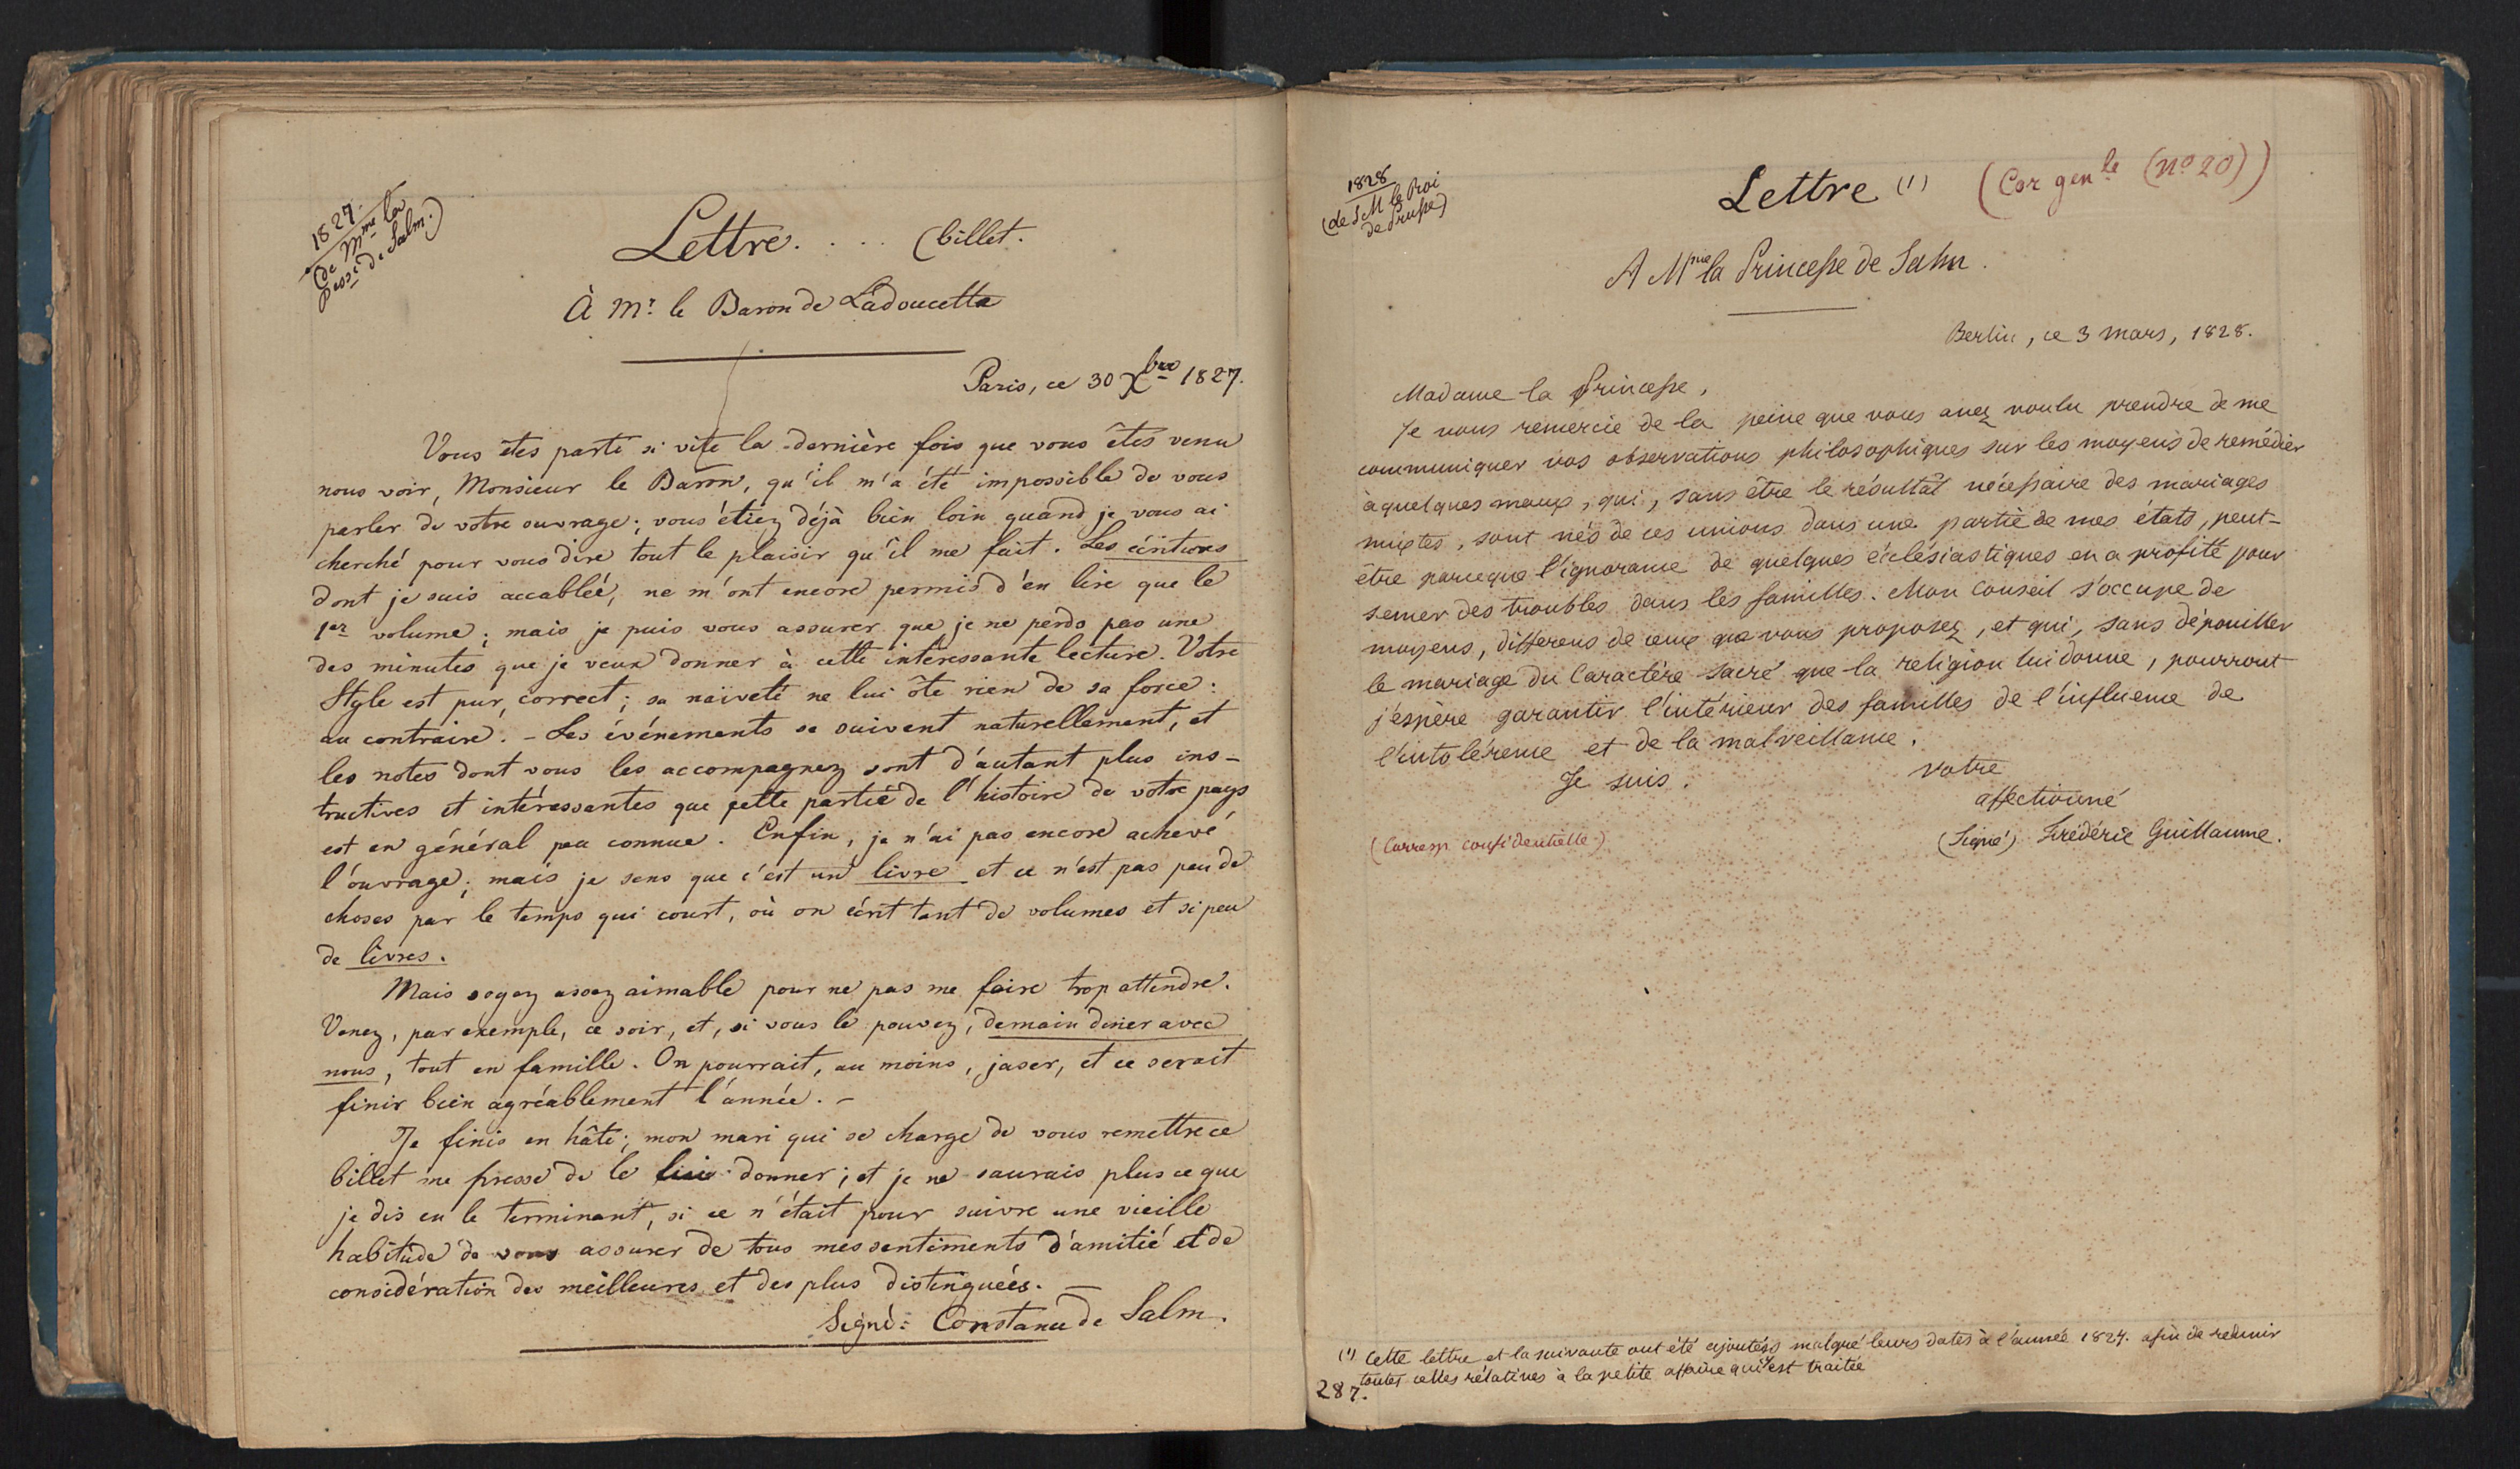 1827.
(de Mme la
Pesse de Salm.)
Lettre. . . . (billet.
À Mr. le Baron de Ladoucette
Paris, ce 30 Xbre 1827.
Vous êtes parti si vite la dernière fois que vous êtes venu
nous voir, Monsieur le Baron, qu'il m'a été impossible de vous
parler de votre ouvrage; vous étiez déjà bien loin quand je vous ai
cherché pour vous dire tout le plaisir qu'il me fait. Les écritures
dont je suis accablée, ne m'ont encore permis d'en lire que le
1er volume; mais je puis vous assurer que je ne perds pas une
des minutes que je veux donner à cette intéressante lecture. Votre
Style est pur, correct; sa naïveté ne lui ôte rien de sa force:
au contraire! - Les événements se suivent naturellement, et
les notes dont vous les accompagnez sont d'autant plus ins-
tructives et intéressantes que cette partie de l'histoire de votre pays
est en général peu connue. Enfin, je n'ai pas encore achevé
l'ouvrage; mais je sens que c'est un livre et ce n'est pas peu de
choses par le temps qui court, où on écrit tant de volumes et si peu
de livres.
Mais soyez assez aimable pour ne pas me faire trop attendre.
Venez, par exemple, ce soir, et, si vous le pouvez, demain diner avec
nous, tout en famille. On pourrait, au moins, jaser, et ce serait
finir bien agréablement l'année. -
Je finis en hâte; mon mari qui se charge de vous remettre ce
billet me presse de le lui donner; et je ne saurais plus ce que
je dis en le terminant, si ce n'était pour suivre une vieille
habitude de vous assurer de tous mes sentiments d'amitié et de
considération des meilleures et des plus distinguées. -
Signé: Constance de Salm.
1828
(de S M le Roi
de Prusse)
Lettre (1) (Cor genle (no 20))
A Mme la Princesse de Salm.
Berlin, ce 3 mars, 1828.
Madame la Princesse,
Je vous remercie de la peine que vous avez voulu prendre de me
communiquer vos observations philosophiques sur les moyens de remédier
à quelques maux, qui, sans être le résultat nécessaire des mariages
mixtes, sont nés de ces unions dans une partie de mes états, peut-
être parceque l'ignorance de quelques écclésiastiques en a profité pour
semer des troubles dans les familles. Mon Conseil s'occupe de
moyens, differens de ceux que vous proposez, et qui, sans dépouiller
le mariage du Caractère sacré que la religion lui donne, pourront
j'espère garantir l'intérieur des familles de l'influence de
l'intolérence et de la malveillance.
Je suis.
votre
affectionné
(Corresp confidentielle.)
(Signé) Frédéric Guillaume.
(1) Cette lettre et la suivante ont été ajoutées malgré leurs dates à l'année 1827. afin de reunir
toutes celles rélatives à la petite affaire qui y est traitée
287.